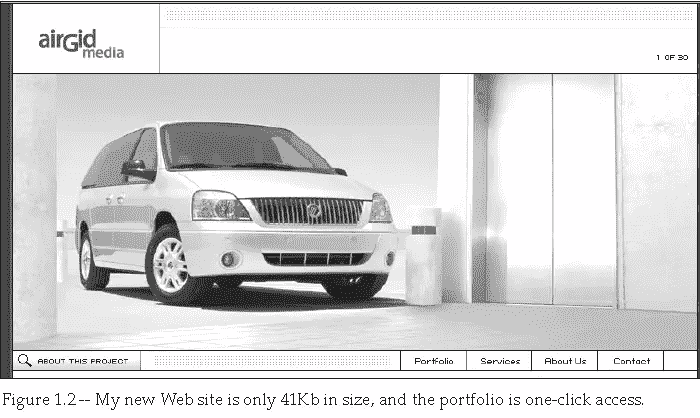 airGid
media
1 OF 30
ABOUT THIS PROJECT
Portfolio
Services
About Us
Contact
Figure 1.2 -- My new Web site is only 41Kb in size, and the portfolio is one-click access.